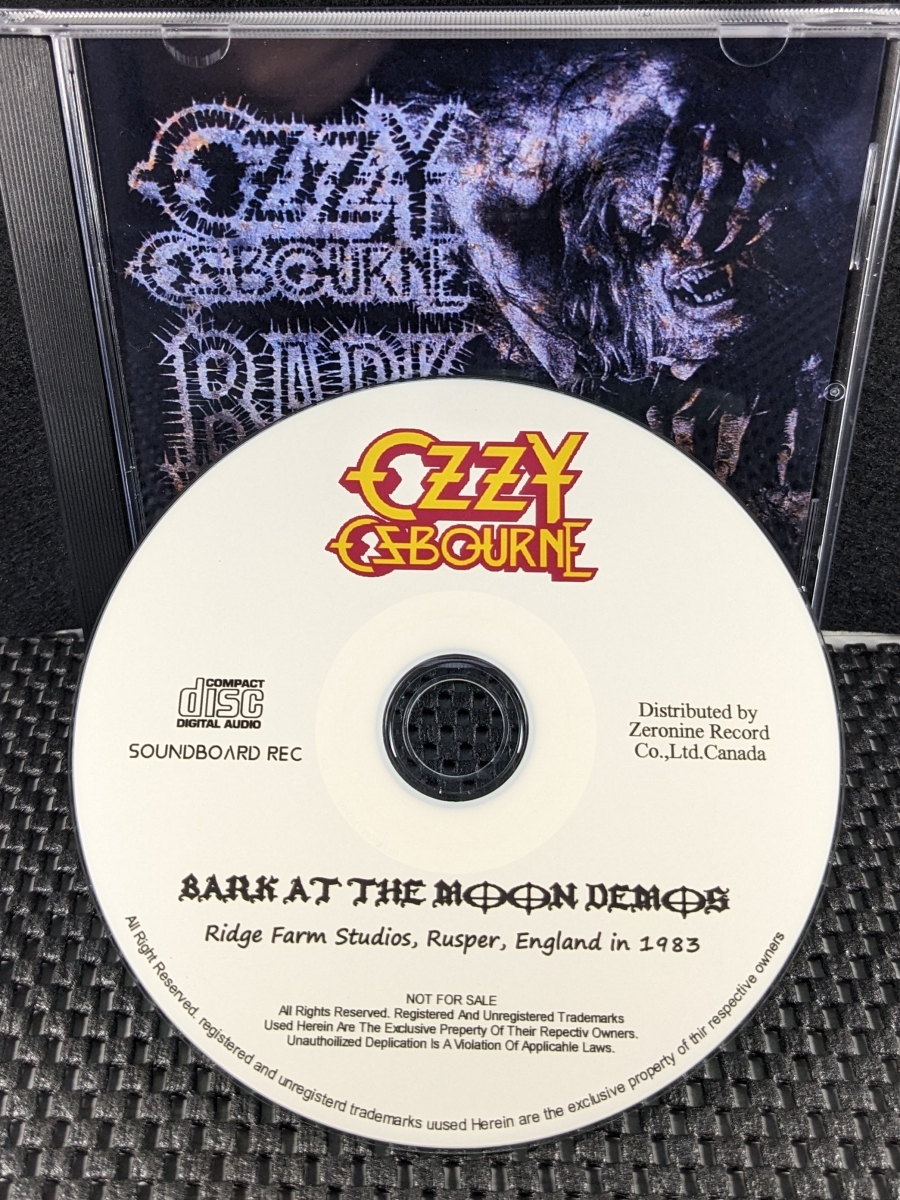 OZZY
OSBOURNE
BARK
OZZY
OSBOURNE
COMPACT
disc
DIGITAL AUDIO
SOUNDBOARD REC
Distributed by
Zeronine Record
Co.,Ltd.Canada
BARK AT THE MOON DEMOS
Ridge Farm Studios, Rusper, England in 1983
NOT FOR SALE
All Rights Reserved. Registered And Unregistered Trademarks
Used Herein Are The Exclusive Preperty Of Their Repectiv Owners.
Unauthoilized Deplication Is A Violation Of Applicahle Laws.
All Right Reserved. registered and unregisterd trademarks uused Herein are the exclusive property of thir respective owners